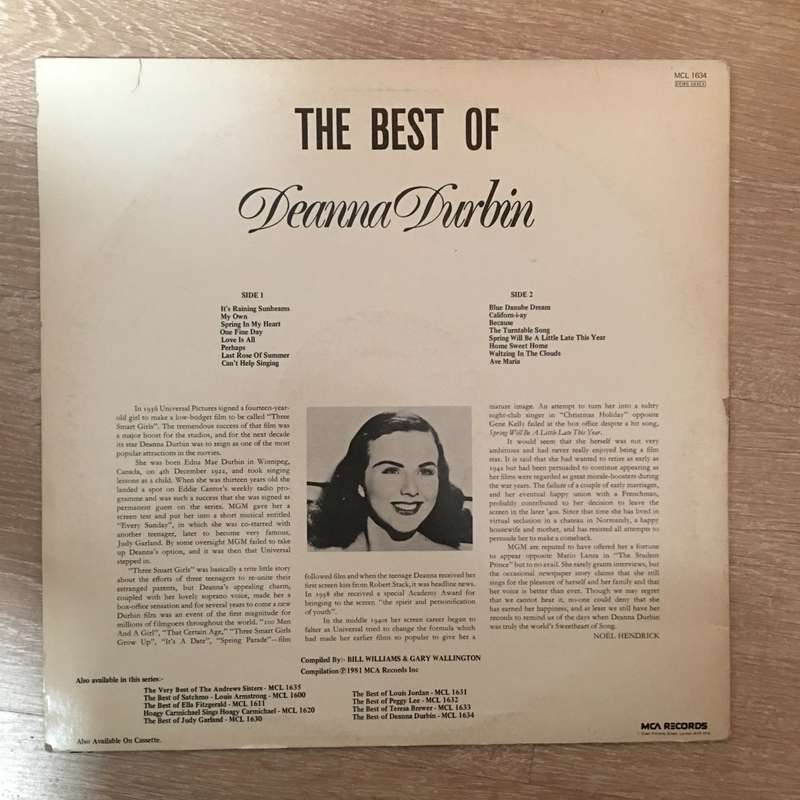 MCL 1634
THE BEST OF
Deanna Durbin
SIDE 1
It's Raining Sunbeams
My Own
Spring In My Heart
One Fine Day
Love Is All
Perhaps
Last Rose Of Summer
Can't Help Singing
SIDE 2
Blue Danube Dream
Californ-i-ay
Because
The Turntable Song
Spring Will Be A Little Late This Year
Home Sweet Home
Waltzing In The Clouds
Ave Maria
In 1936 Universal Pictures signed a fourteen-year-
old girl to make a low-budget film to be called "Three
Smart Girls". The tremendous success of that film was
a major boost for the studios, and for the next decade
its star Deanna Durbin was to reign as one of the most
popular attractions in the movies.
She was born Edna Mae Durbin in Winnipeg,
Canada, on 4th December 1922, and took singing
lessons as a child. When she was thirteen years old she
landed a spot on Eddie Cantor's weekly radio pro-
gramme and was such a success that she was signed as
permanent guest on the series. MGM gave her a
screen test and put her into a short musical entitled
"Every Sunday", in which she was co-starred with
another teenager, later to become very famous,
Judy Garland. By some oversight MGM failed to take
up Deanna's option, and it was then that Universal
stepped in.
"Three Smart Girls" was basically a trite little story
about the efforts of three teenagers to re-unite their
estranged parents, but Deanna's appealing charm,
coupled with her lovely soprano voice, made her a
box-office sensation and for several years to come a new
Durbin film was an event of the first magnitude for
millions of filmgoers throughout the world. "100 Men
And A Girl", "That Certain Age," "Three Smart Girls
Grow Up", "It's A Date", "Spring Parade"—film
followed film and when the teenage Deanna received her
first screen kiss from Robert Stack, it was headline news.
In 1938 she received a special Academy Award for
bringing to the screen "the spirit and personification
of youth".
In the middle 1940s her screen career began to
falter as Universal tried to change the formula which
had made her earlier films so popular to give her a
mature image. An attempt to turn her into a sultry
night-club singer in "Christmas Holiday" opposite
Gene Kelly failed at the box office despite a hit song,
Spring Will Be A Little Late This Year.
It would seem that she herself was not very
ambitious and had never really enjoyed being a film
star. It is said that she had wanted to retire as early as
1942 but had been persuaded to continue appearing as
her films were regarded as great morale-boosters during
the war years. The failure of a couple of early marriages,
and her eventual happy union with a Frenchman,
probably contributed to her decision to leave the
screen in the later '40s. Since that time she has lived in
virtual seclusion in a chateau in Normandy, a happy
housewife and mother, and has resisted all attempts to
persuade her to make a comeback.
MGM are reputed to have offered her a fortune
to appear opposite Mario Lanza in "The Student
Prince" but to no avail. She rarely grants interviews, but
the occasional newspaper story claims that she still
sings for the pleasure of herself and her family and that
her voice is better than ever. Though we may regret
that we cannot hear it, no-one could deny that she
has earned her happiness, and at least we still have her
records to remind us of the days when Deanna Durbin
was truly the world's Sweetheart of Song.
NOËL HENDRICK
Compiled By:- BILL WILLIAMS & GARY WALLINGTON
Compilation ℗1981 MCA Records Inc
Also available in this series:-
The Very Best Of The Andrews Sisters - MCL 1635
The Best of Satchmo - Louis Armstrong - MCL 1600
The Best of Ella Fitzgerald - MCL 1611
Hoagy Carmichael Sings Hoagy Carmichael - MCL 1620
The Best of Judy Garland - MCL 1630
The Best of Louis Jordan - MCL 1631
The Best of Peggy Lee - MCL 1632
The Best of Teresa Brewer - MCL 1633
The Best of Deanna Durbin - MCL 1634
Also Available On Cassette.
MCA RECORDS